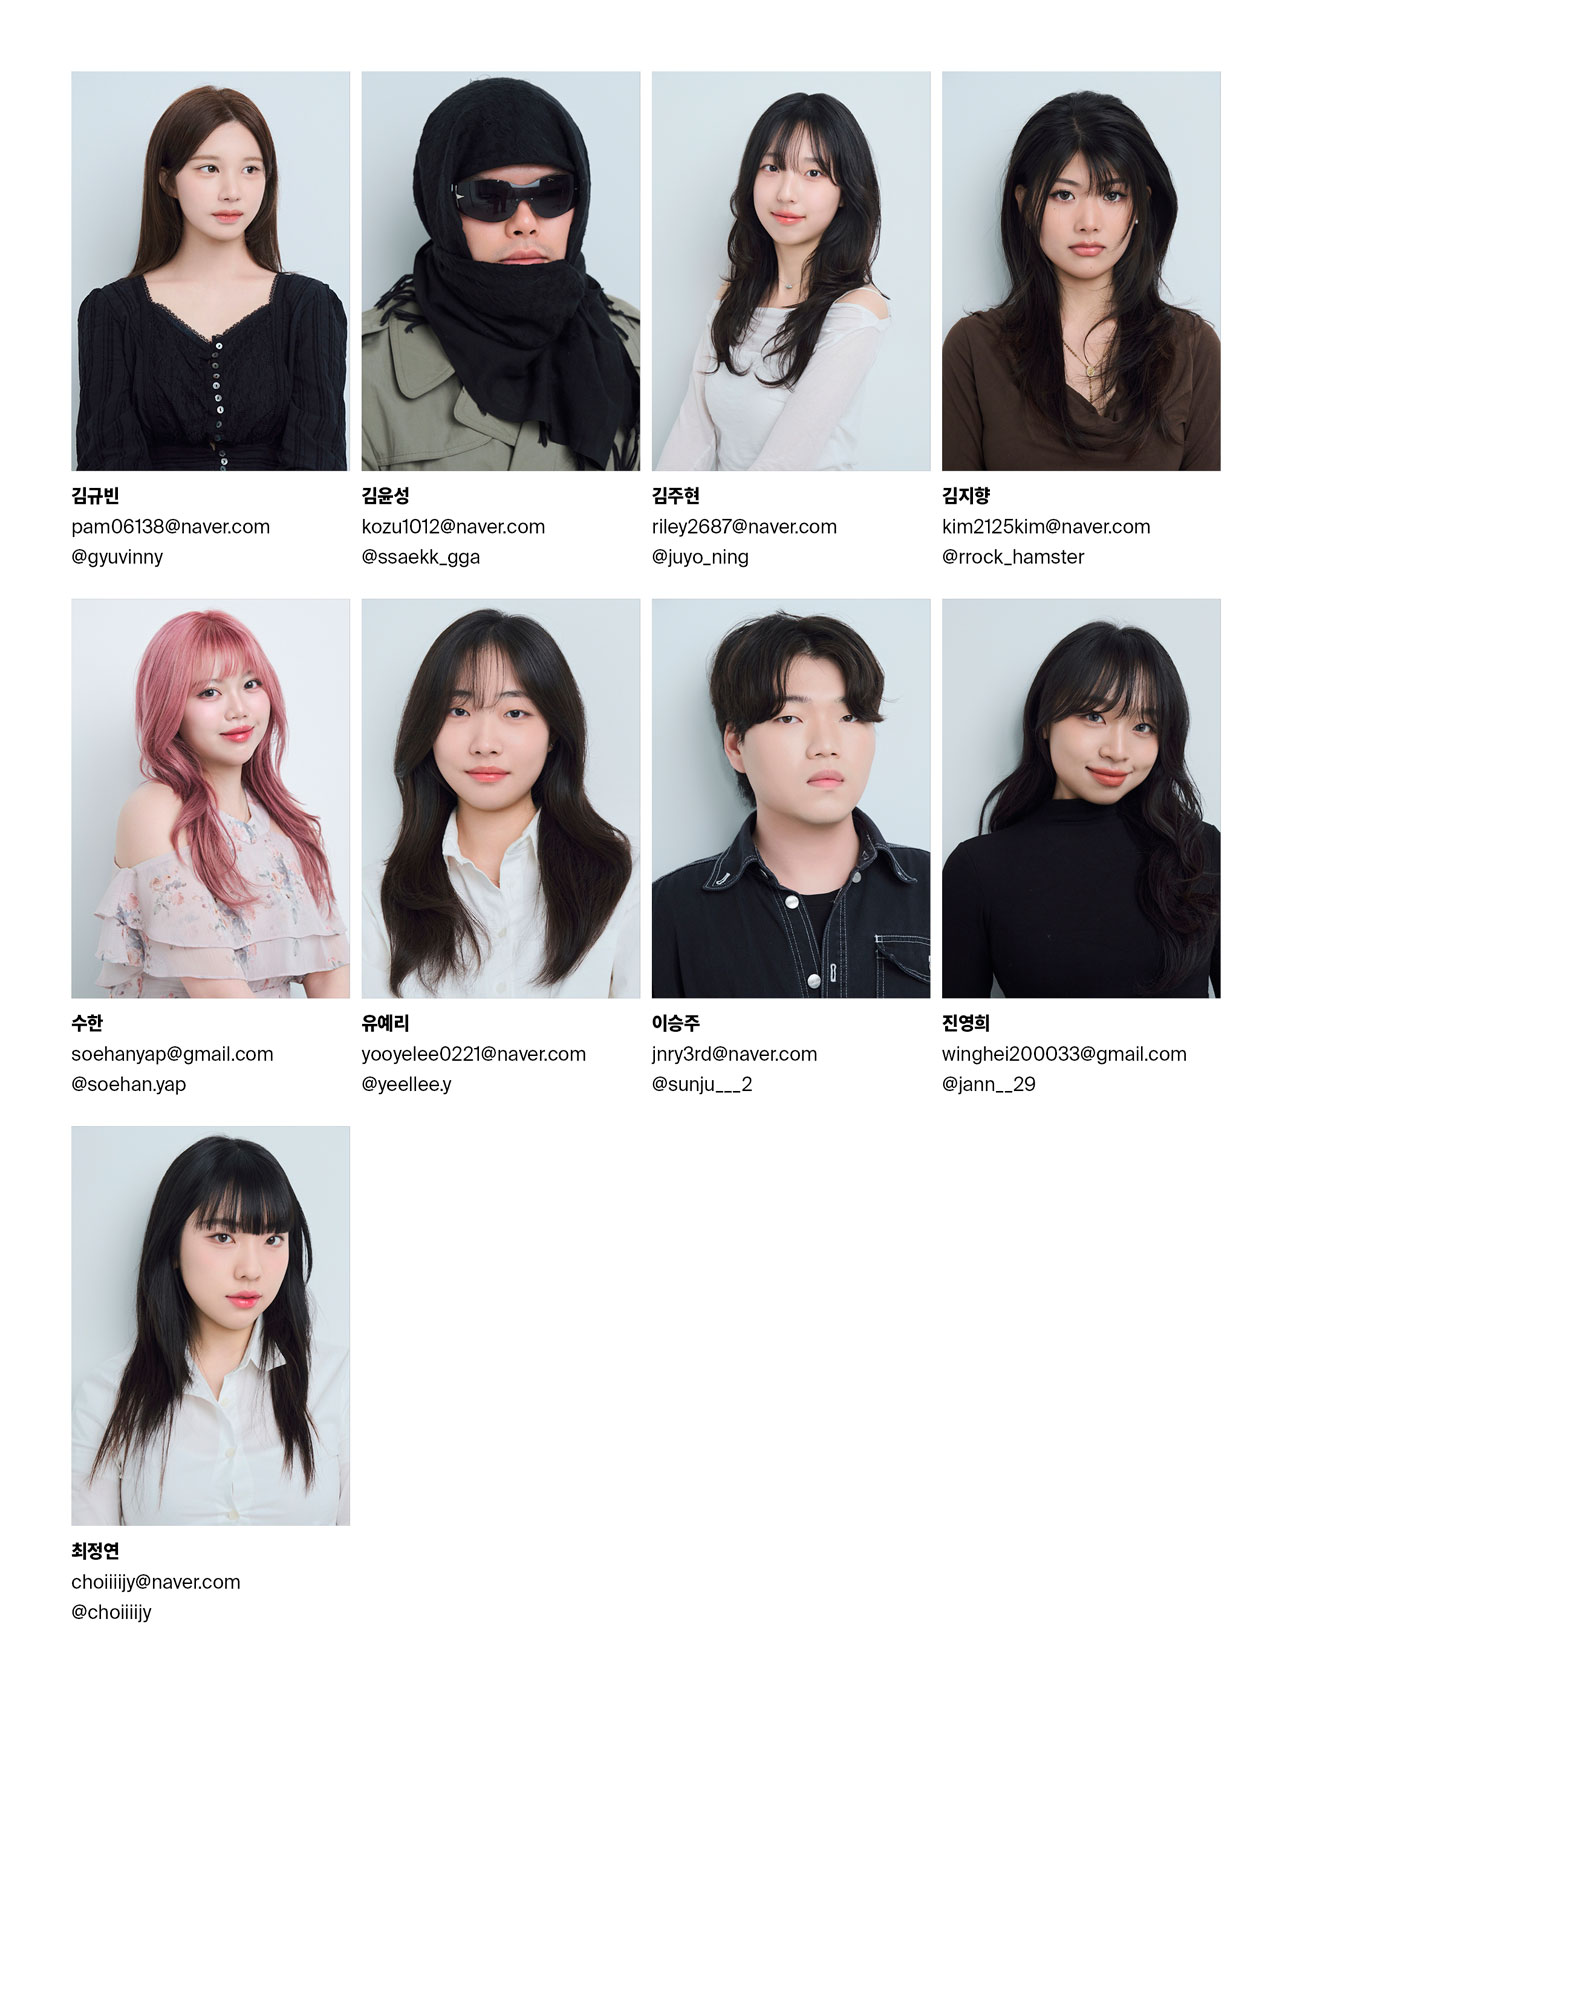 김규빈
pam06138@naver.com
@gyuvinny
김윤성
kozu1012@naver.com
@ssaekk_gga
김주현
riley2687@naver.com
@juyo_ning
김지향
kim2125kim@naver.com
@rrock_hamster
수한
soehanyap@gmail.com
@soehan.yap
유예리
yooyelee0221@naver.com
@yeellee.y
이승주
jnry3rd@naver.com
@sunju___2
진영희
winghei200033@gmail.com
@jann__29
최정연
choiiiijy@naver.com
@choiiiijy